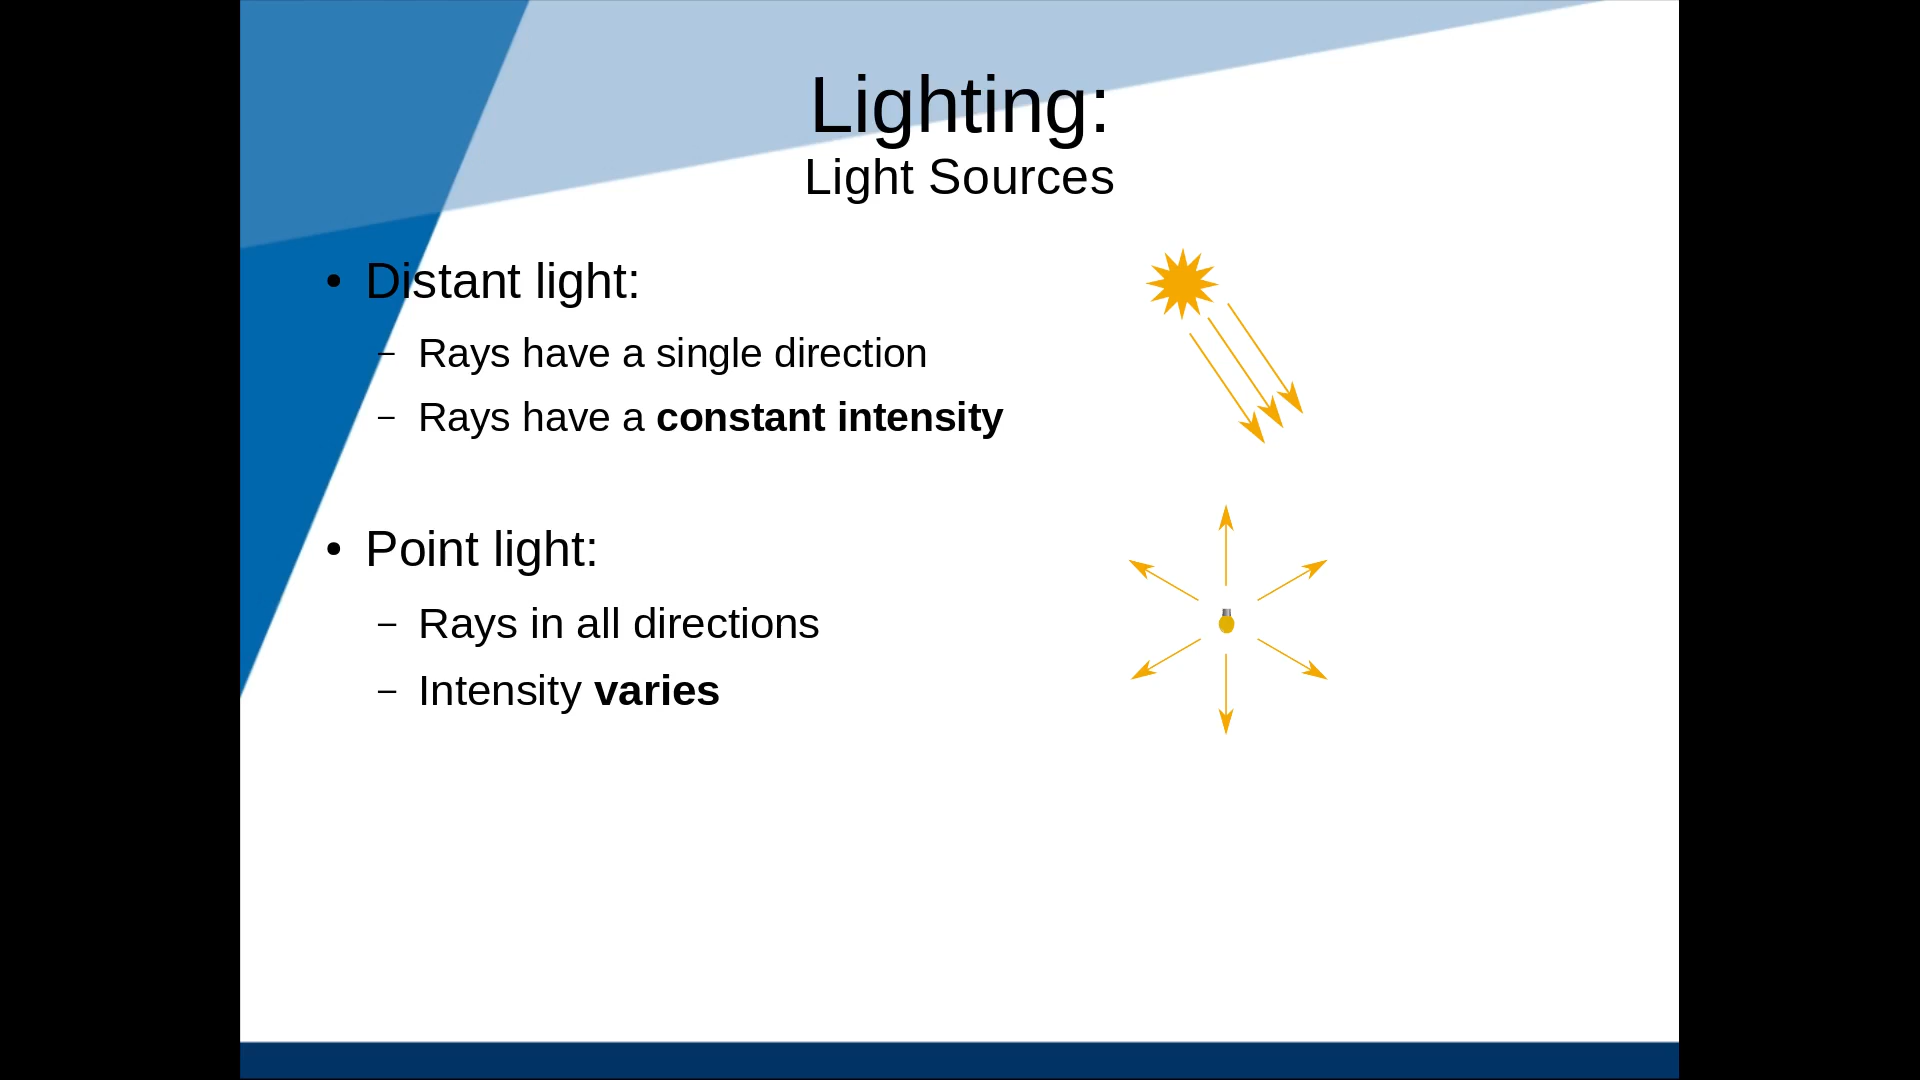 Lighting:
Light Sources
• Distant light:
– Rays have a single direction
– Rays have a constant intensity
• Point light:
– Rays in all directions
– Intensity varies